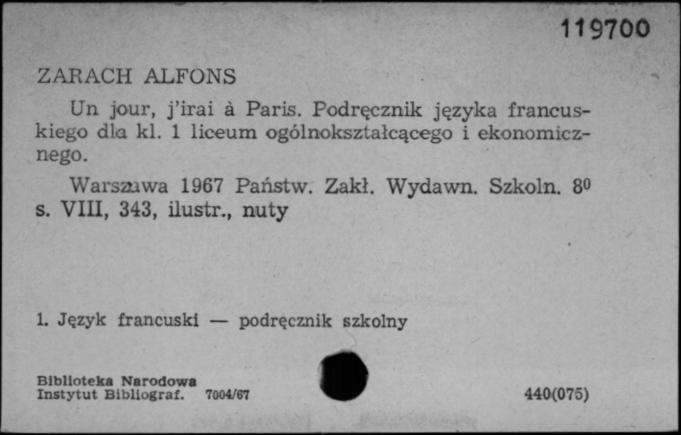 119700
ZARACH ALFONS
Un jour, j'irai à Paris. Podręcznik języka francus-
kiego dla kl. 1 liceum ogólnokształcącego i ekonomicz-
nego.
Warszawa 1967 Państw. Zakł. Wydawn. Szkoln. 8⁰
s. VIII, 343, ilustr., nuty
1. Język francuski — podręcznik szkolny
Biblioteka Narodowa
Instytut Bibliograf. 7004/67 440(075)